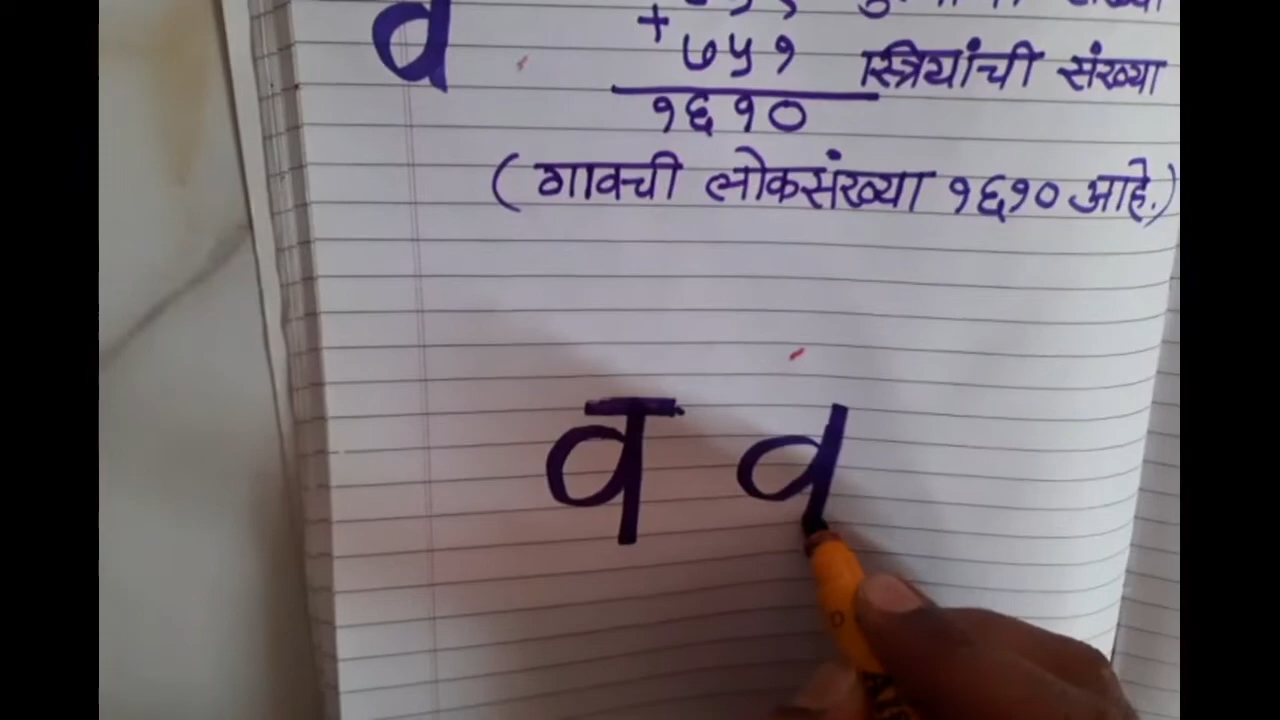 व
+
७५१ स्त्रियांची संख्या
१६१०
(गावची लोकसंख्या १६१० आहे.)
व व